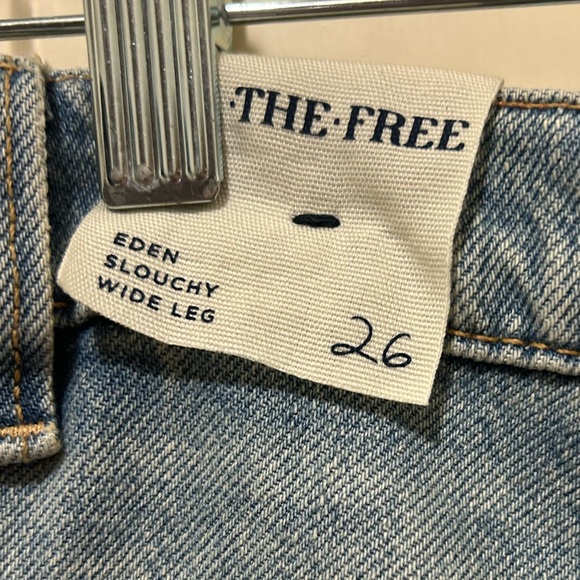 ·THE·FREE
EDEN
SLOUCHY
WIDE LEG
26